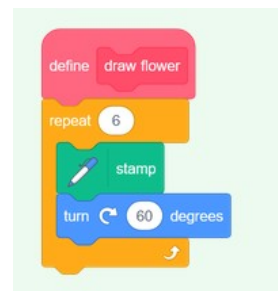 define draw flower
repeat 6
stamp
turn 60 degrees